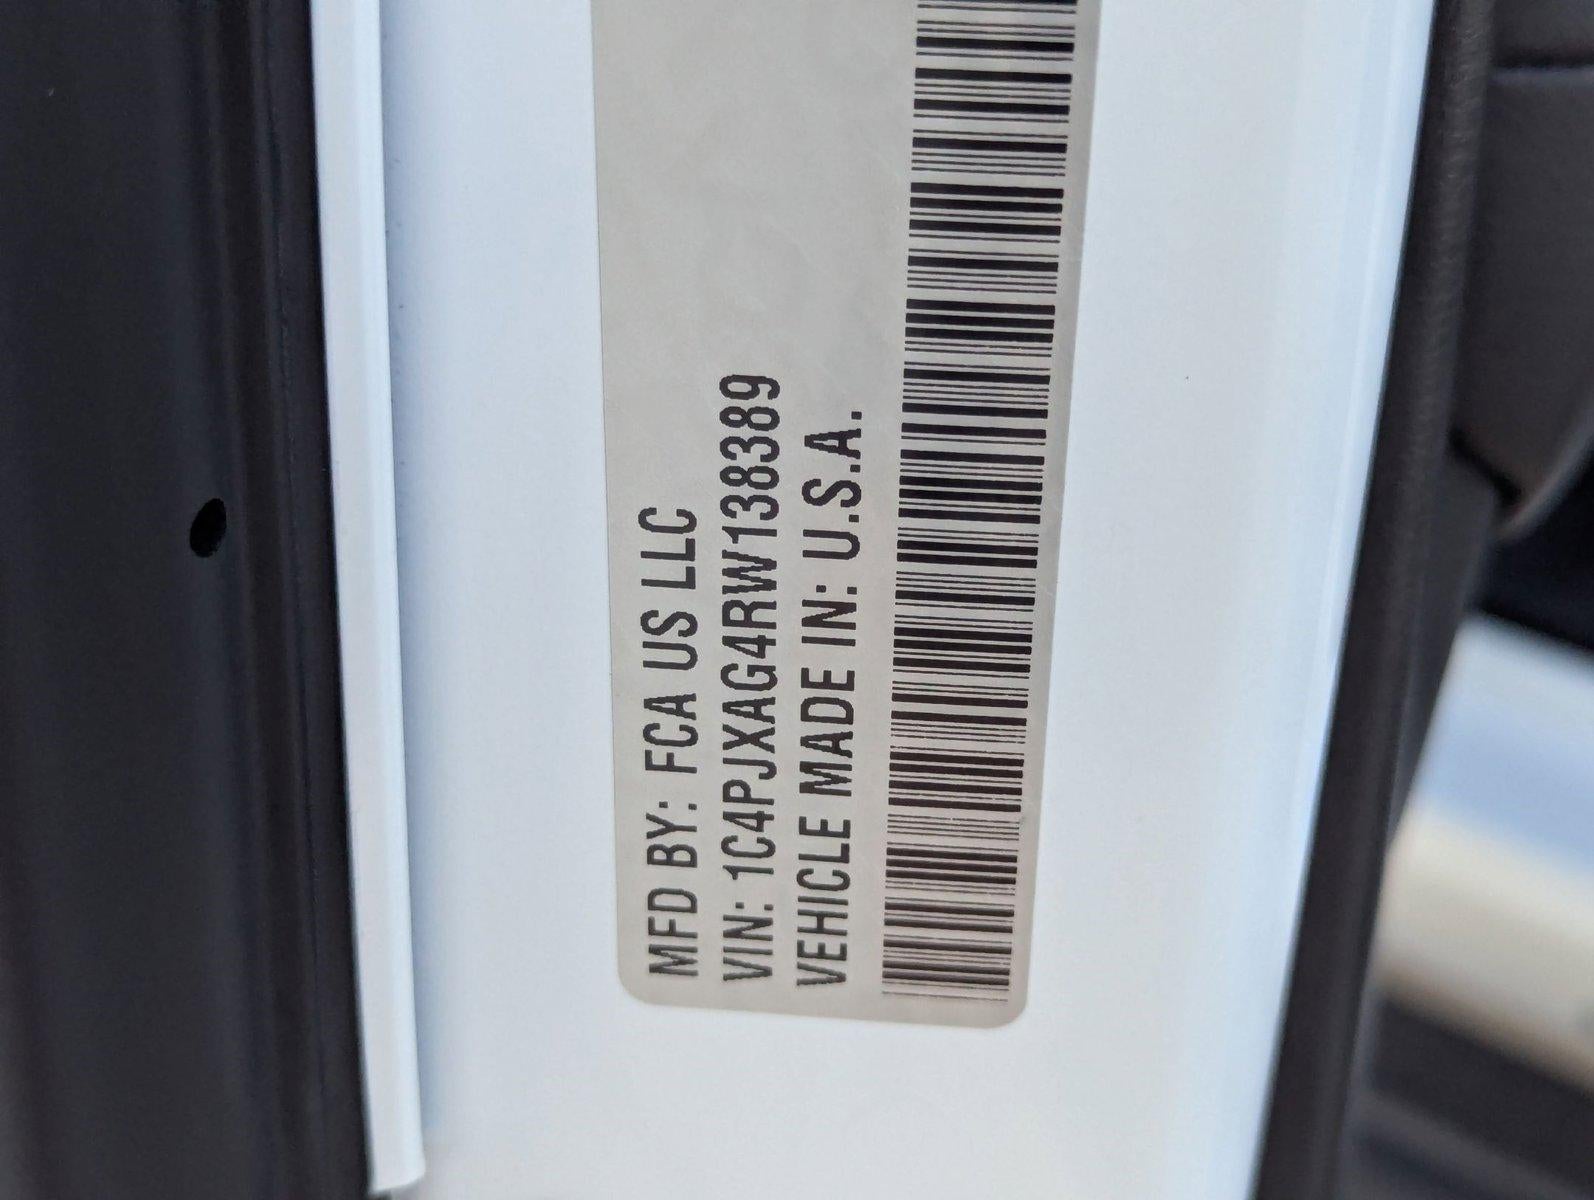 MFD BY: FCA US LLC
VIN: 1C4PJXAG4RW138389
VEHICLE MADE IN: U.S.A.